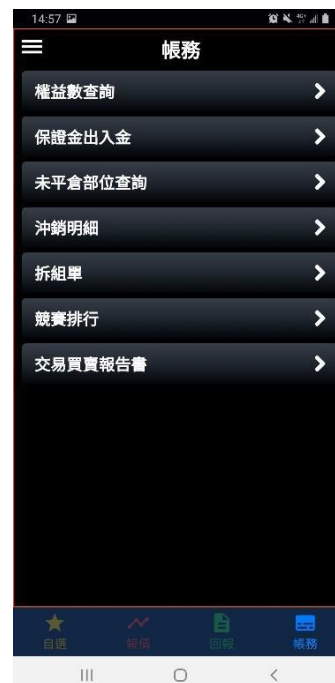 14:57
帳務
權益數查詢
保證金出入金
未平倉部位查詢
沖銷明細
拆組單
競賽排行
交易買賣報告書
自選 報價 回報 帳務